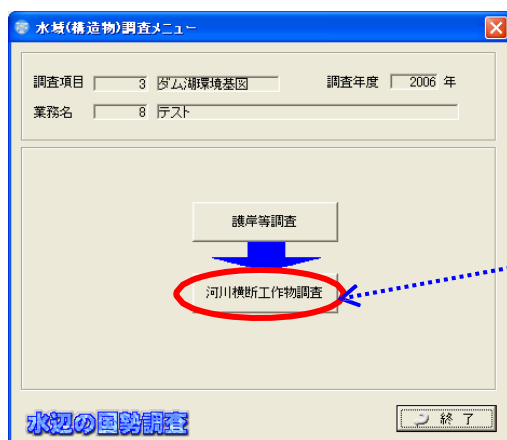 水域(構造物)調査メニュー
調査項目 3 ダム湖環境基図 調査年度 2006 年
業務名 8 テスト
護岸等調査
河川横断工作物調査
水辺の国勢調査 終 了